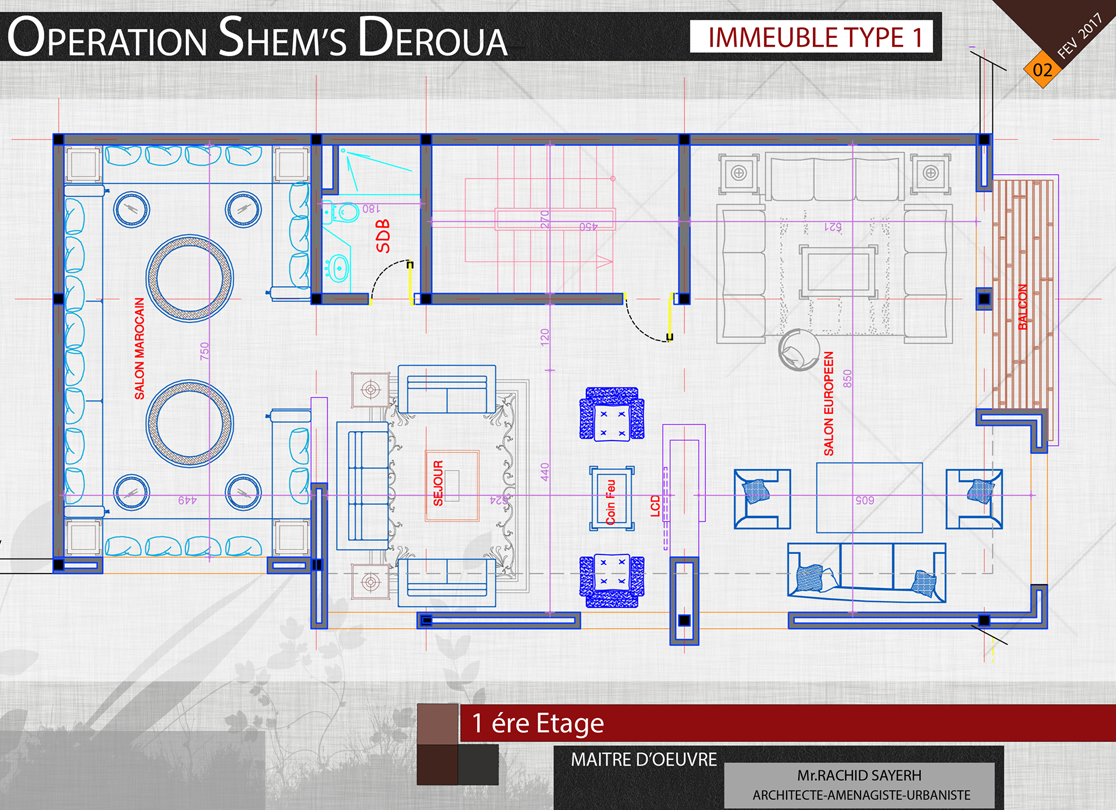 OPERATION SHEM'S DEROUA
IMMEUBLE TYPE 1
FEV 2017
02
180
SDB
270
450
621
BALCON
SALON MAROCAIN
750
120
SALON EUROPEEN
850
SEJOUR
440
449
524
Coin Feu
LCD
605
1 ére Etage
MAITRE D'OEUVRE
Mr.RACHID SAYERH
ARCHITECTE-AMENAGISTE-URBANISTE